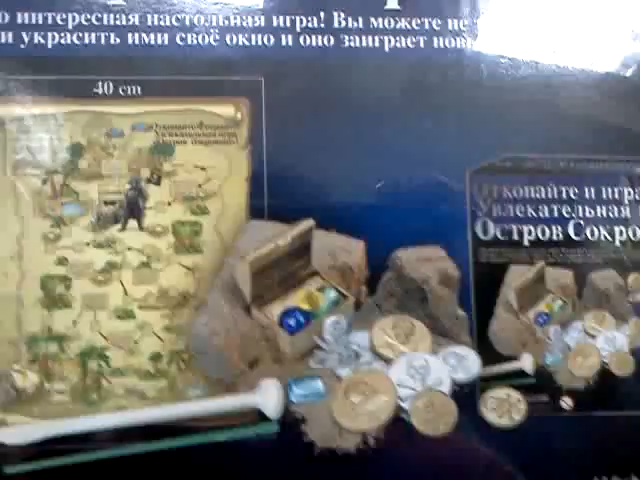 о интересная настольная игра! Вы можете не
и украсить ими своё окно и оно заиграет нов
40 cm
Откопайте и игра
Увлекательная
Остров Сокро